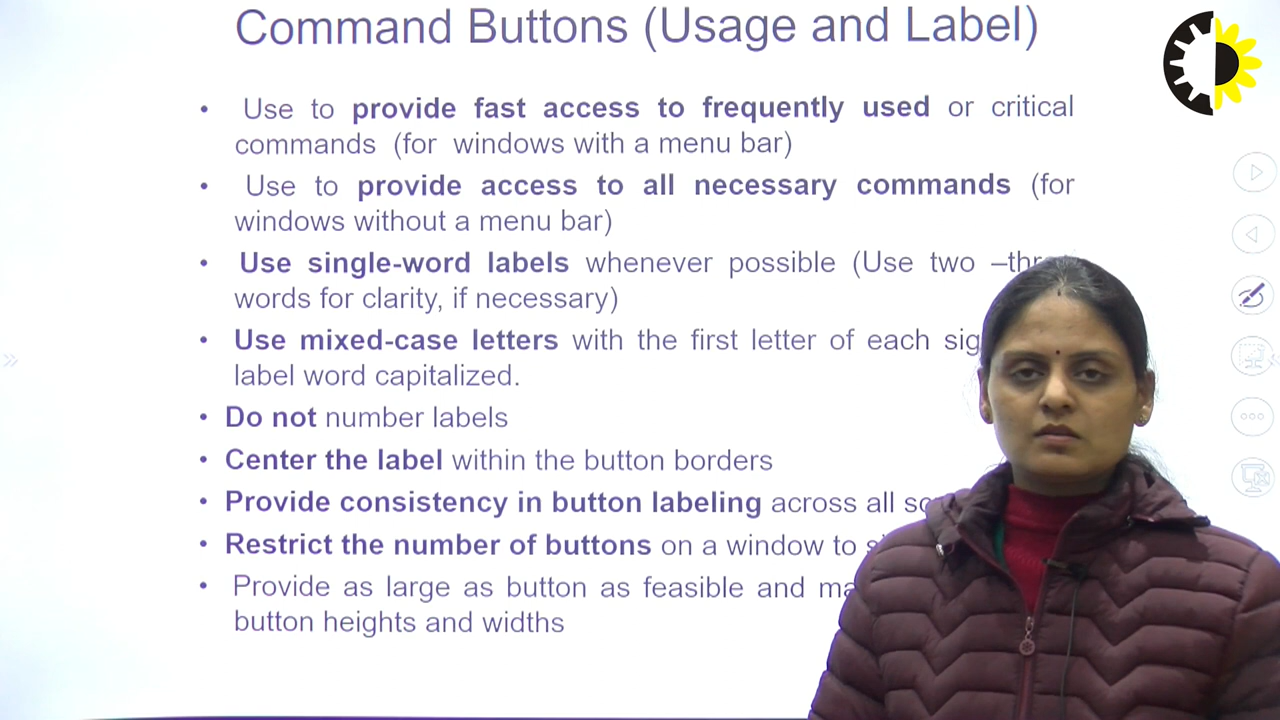 Command Buttons (Usage and Label)
• Use to provide fast access to frequently used or critical
commands (for windows with a menu bar)
• Use to provide access to all necessary commands (for
windows without a menu bar)
• Use single-word labels whenever possible (Use two –three
words for clarity, if necessary)
• Use mixed-case letters with the first letter of each
label word capitalized.
• Do not number labels
• Center the label within the button borders
• Provide consistency in button labeling across all
• Restrict the number of buttons on a window to
• Provide as large as button as feasible and
button heights and widths